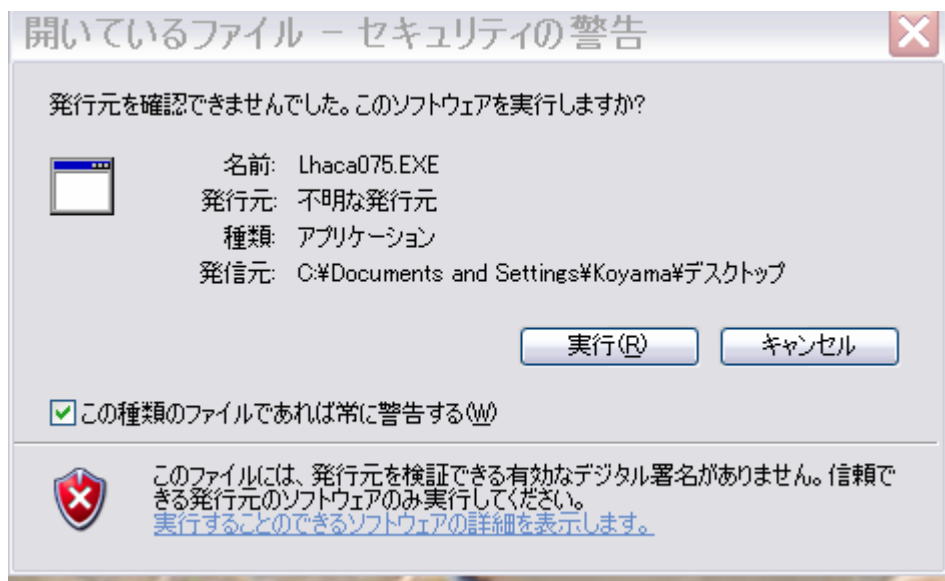 開いているファイル － セキュリティの警告
発行元を確認できませんでした。このソフトウェアを実行しますか?
名前: Lhaca075.EXE
発行元: 不明な発行元
種類: アプリケーション
発信元: C:¥Documents and Settings¥Koyama¥デスクトップ
実行(R) キャンセル
この種類のファイルであれば常に警告する(W)
このファイルには、発行元を検証できる有効なデジタル署名がありません。信頼で
きる発行元のソフトウェアのみ実行してください。
実行することのできるソフトウェアの詳細を表示します。